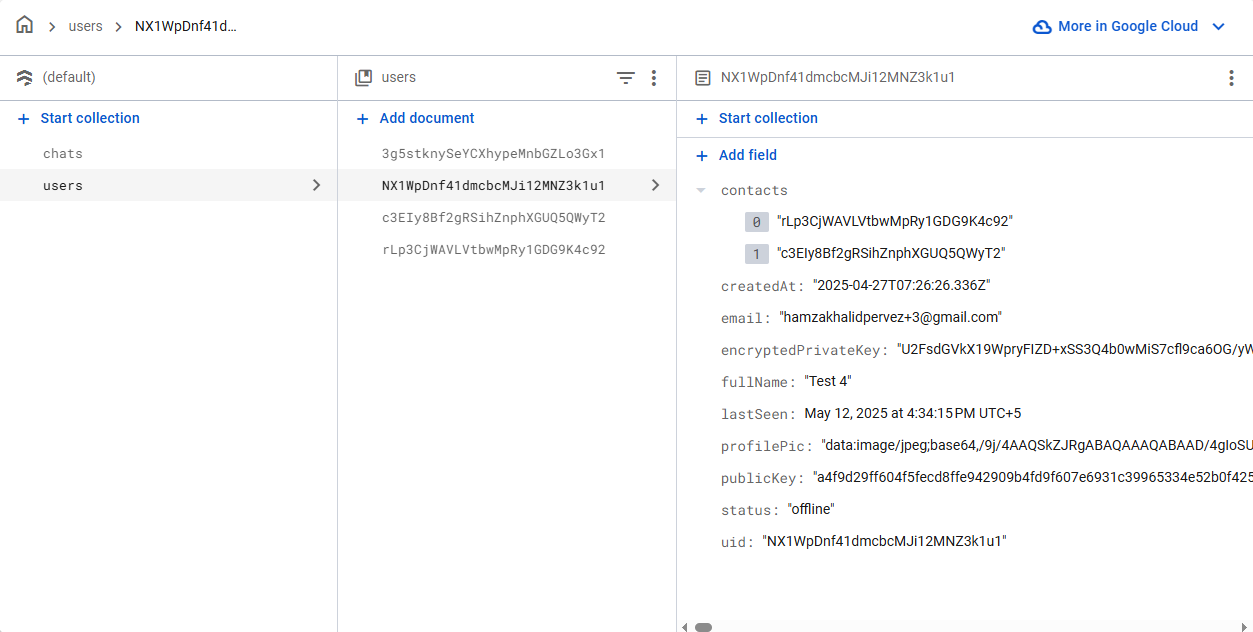 users
NX1WpDnf41d...
More in Google Cloud
(default)
users
NX1WpDnf41dmcbcMJi12MNZ3k1u1
Start collection
Add document
Start collection
chats
users
3g5stknySeYCXhypeMnbGZLo3Gx1
NX1WpDnf41dmcbcMJi12MNZ3k1u1
c3EIy8Bf2gRSihZnphXGUQ5QWyT2
rLp3CjWAVLVtbwMpRy1GDG9K4c92
Add field
contacts
0 "rLp3CjWAVLVtbwMpRy1GDG9K4c92"
1 "c3EIy8Bf2gRSihZnphXGUQ5QWyT2"
createdAt: "2025-04-27T07:26:26.336Z"
email: "hamzakhalidpervez+3@gmail.com"
encryptedPrivateKey: "U2FsdGVkX19WpryFIZD+xSS3Q4b0wMiS7cfl9ca6OG/yW
fullName: "Test 4"
lastSeen: May 12, 2025 at 4:34:15 PM UTC+5
profilePic: "data:image/jpeg;base64,/9j/4AAQSkZJRgABAQAAAQABAAD/4gIoSU
publicKey: "a4f9d29ff604f5fecd8ffe942909b4fd9f607e6931c39965334e52b0f425
status: "offline"
uid: "NX1WpDnf41dmcbcMJi12MNZ3k1u1"